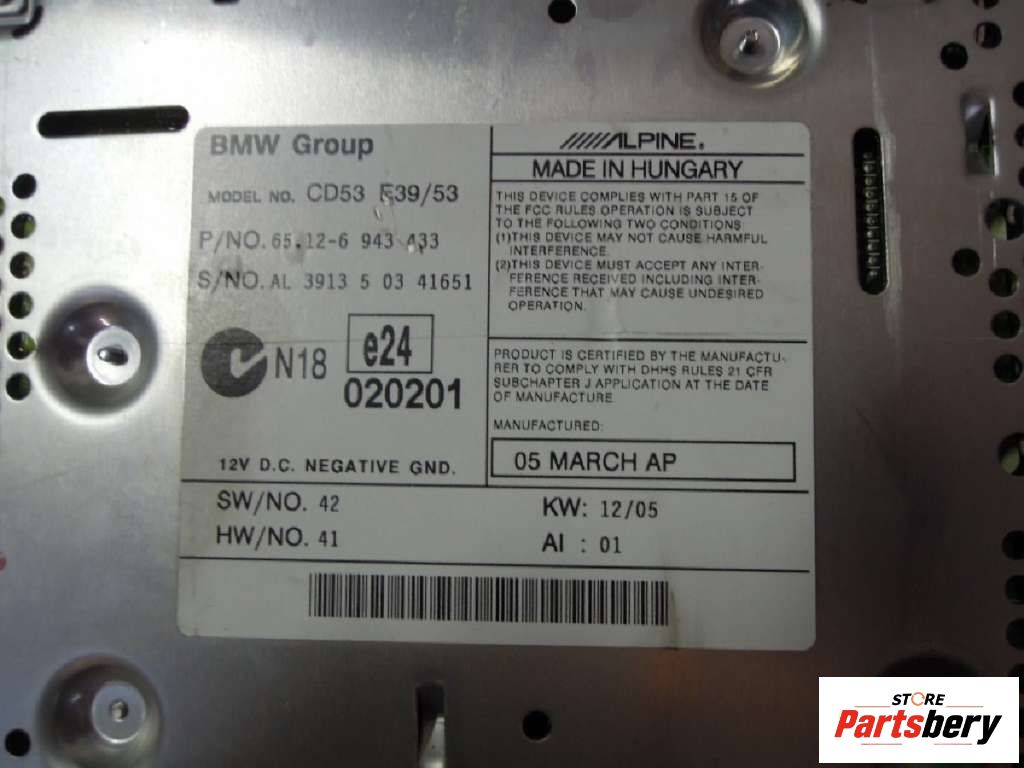 BMW Group
MODEL NO. CD53 E39/53
P/NO. 65.12-6 943 433
S/NO. AL 3913 5 03 41651
N18 e24
020201
12V D.C. NEGATIVE GND.
ALPINE®
MADE IN HUNGARY
THIS DEVICE COMPLIES WITH PART 15 OF
THE FCC RULES OPERATION IS SUBJECT
TO THE FOLLOWING TWO CONDITIONS:
(1)THIS DEVICE MAY NOT CAUSE HARMFUL
INTERFERENCE.
(2)THIS DEVICE MUST ACCEPT ANY INTER-
FERENCE RECEIVED INCLUDING INTER-
FERENCE THAT MAY CAUSE UNDESIRED
OPERATION.
PRODUCT IS CERTIFIED BY THE MANUFACTU-
RER TO COMPLY WITH DHHS RULES 21 CFR
SUBCHAPTER J APPLICATION AT THE DATE
OF MANUFACTURE
MANUFACTURED:
05 MARCH AP
SW/NO. 42
HW/NO. 41
KW: 12/05
AI : 01
STORE
Partsbery